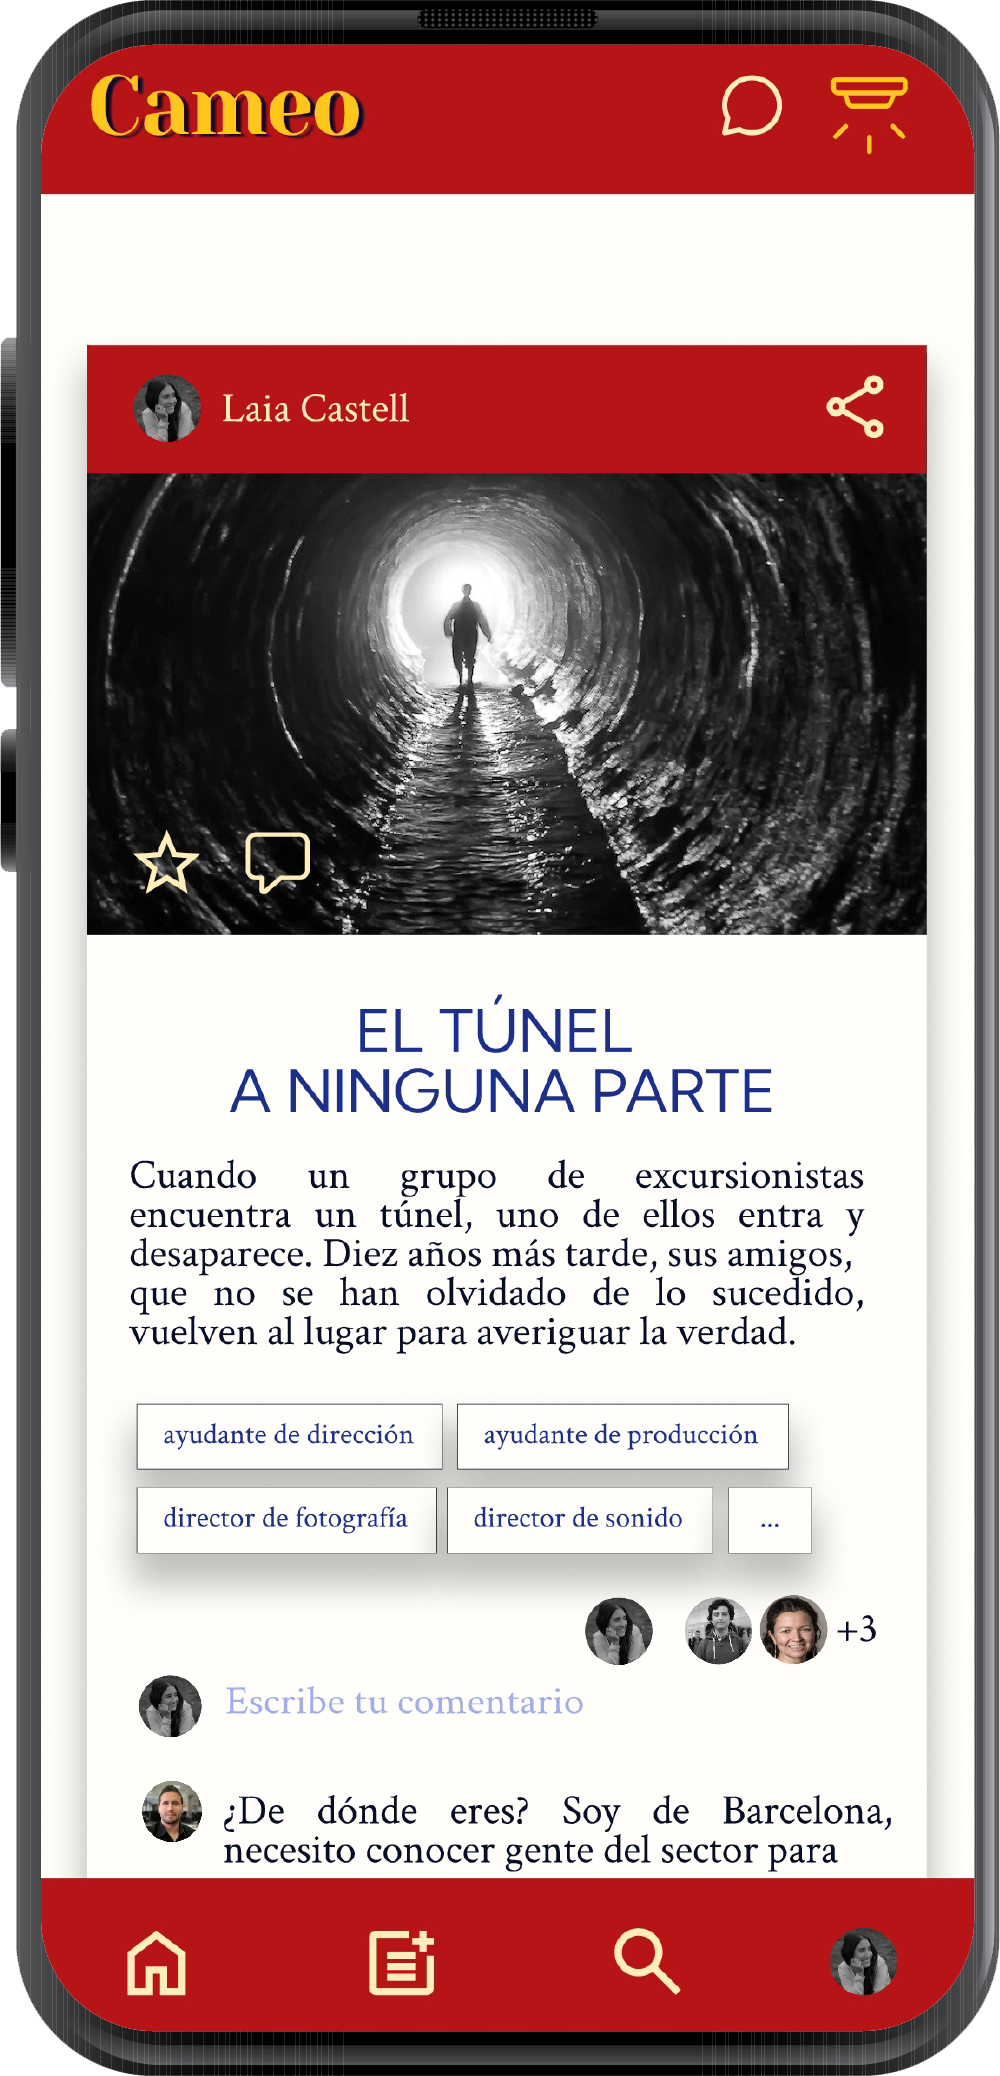 Cameo
Laia Castell
EL TÚNEL
A NINGUNA PARTE
Cuando un grupo de excursionistas
encuentra un túnel, uno de ellos entra y
desaparece. Diez años más tarde, sus amigos,
que no se han olvidado de lo sucedido,
vuelven al lugar para averiguar la verdad.
ayudante de dirección
ayudante de producción
director de fotografía
director de sonido
...
+3
Escribe tu comentario
¿De dónde eres? Soy de Barcelona,
necesito conocer gente del sector para